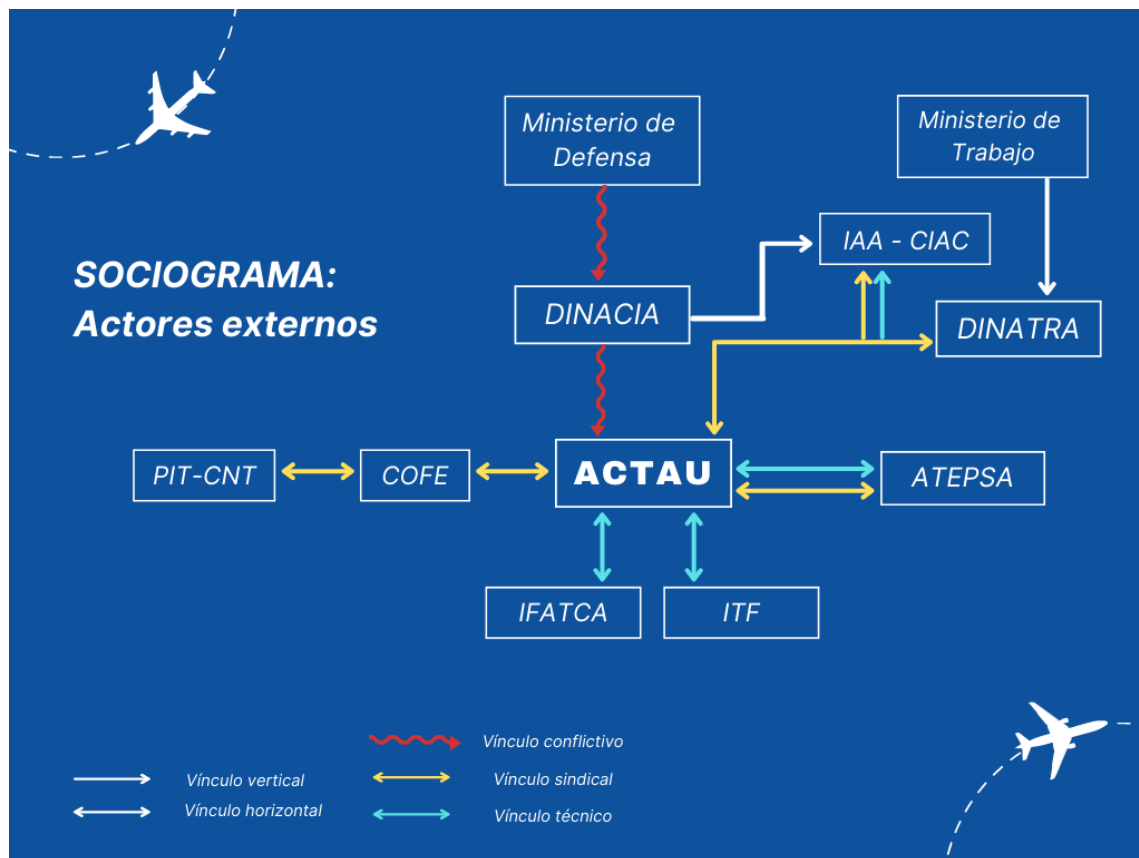 Ministerio de
Defensa
Ministerio de
Trabajo
IAA - CIAC
SOCIOGRAMA:
Actores externos
DINACIA
DINATRA
PIT-CNT
COFE
ACTAU
ATEPSA
IFATCA
ITF
Vínculo conflictivo
Vínculo vertical
Vínculo sindical
Vínculo horizontal
Vínculo técnico